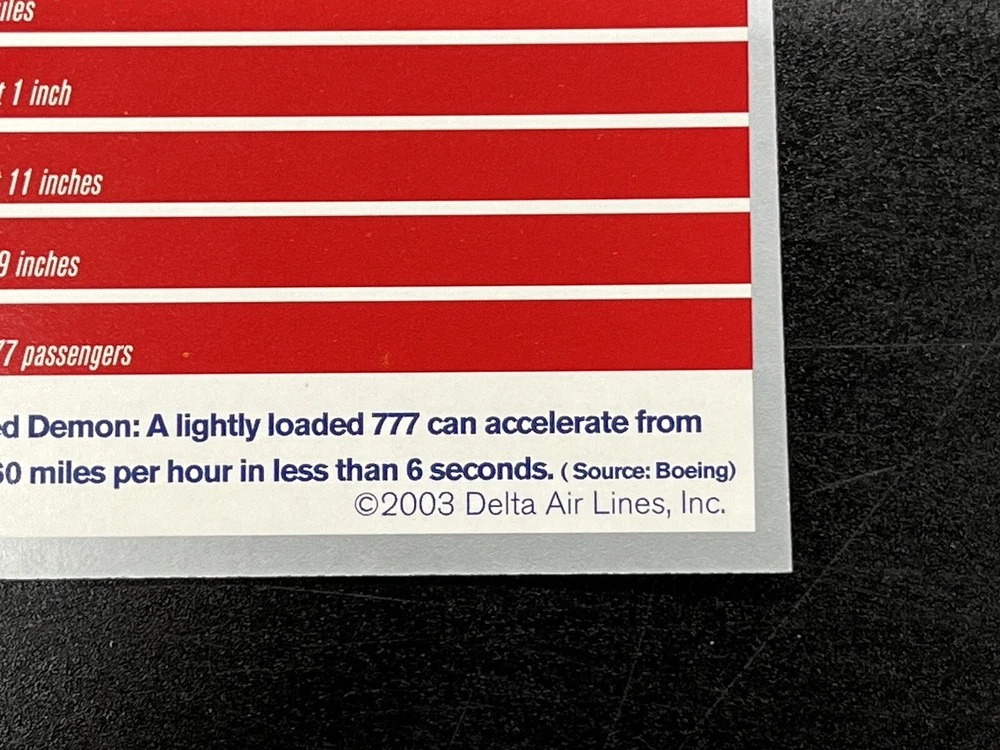 t 1 inch
11 inches
9 inches
77 passengers
ed Demon: A lightly loaded 777 can accelerate from
60 miles per hour in less than 6 seconds. (Source: Boeing)
©2003 Delta Air Lines, Inc.